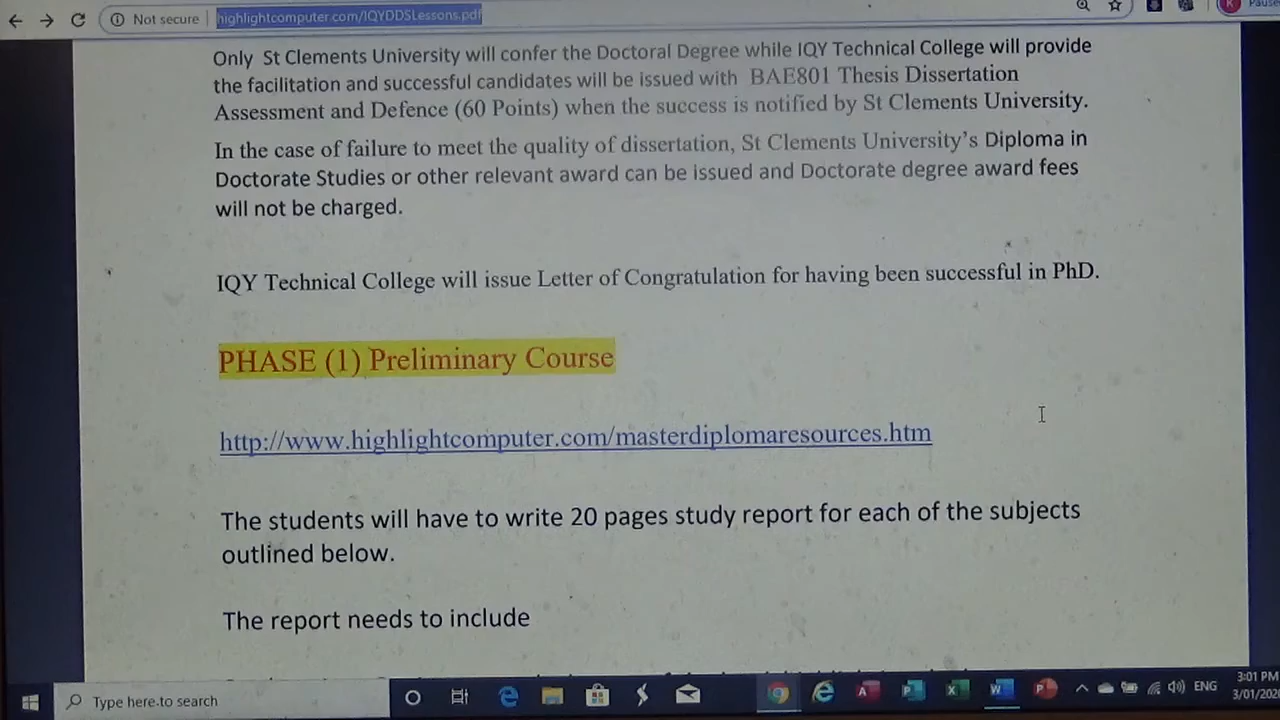 Not secure | highlightcomputer.com/IQYDDSLessons.pdf
Only St Clements University will confer the Doctoral Degree while IQY Technical College will provide
the facilitation and successful candidates will be issued with BAE801 Thesis Dissertation
Assessment and Defence (60 Points) when the success is notified by St Clements University.
In the case of failure to meet the quality of dissertation, St Clements University's Diploma in
Doctorate Studies or other relevant award can be issued and Doctorate degree award fees
will not be charged.
IQY Technical College will issue Letter of Congratulation for having been successful in PhD.
PHASE (1) Preliminary Course
http://www.highlightcomputer.com/masterdiplomaresources.htm
The students will have to write 20 pages study report for each of the subjects
outlined below.
The report needs to include
Type here to search
ENG
3:01 PM